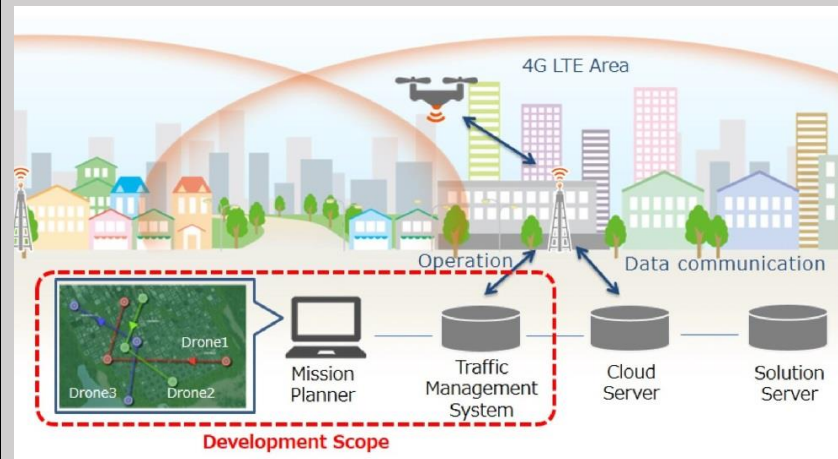 4G LTE Area
Operation
Data communication
Drone1
Drone3
Drone2
Mission
Planner
Traffic
Management
System
Cloud
Server
Solution
Server
Development Scope